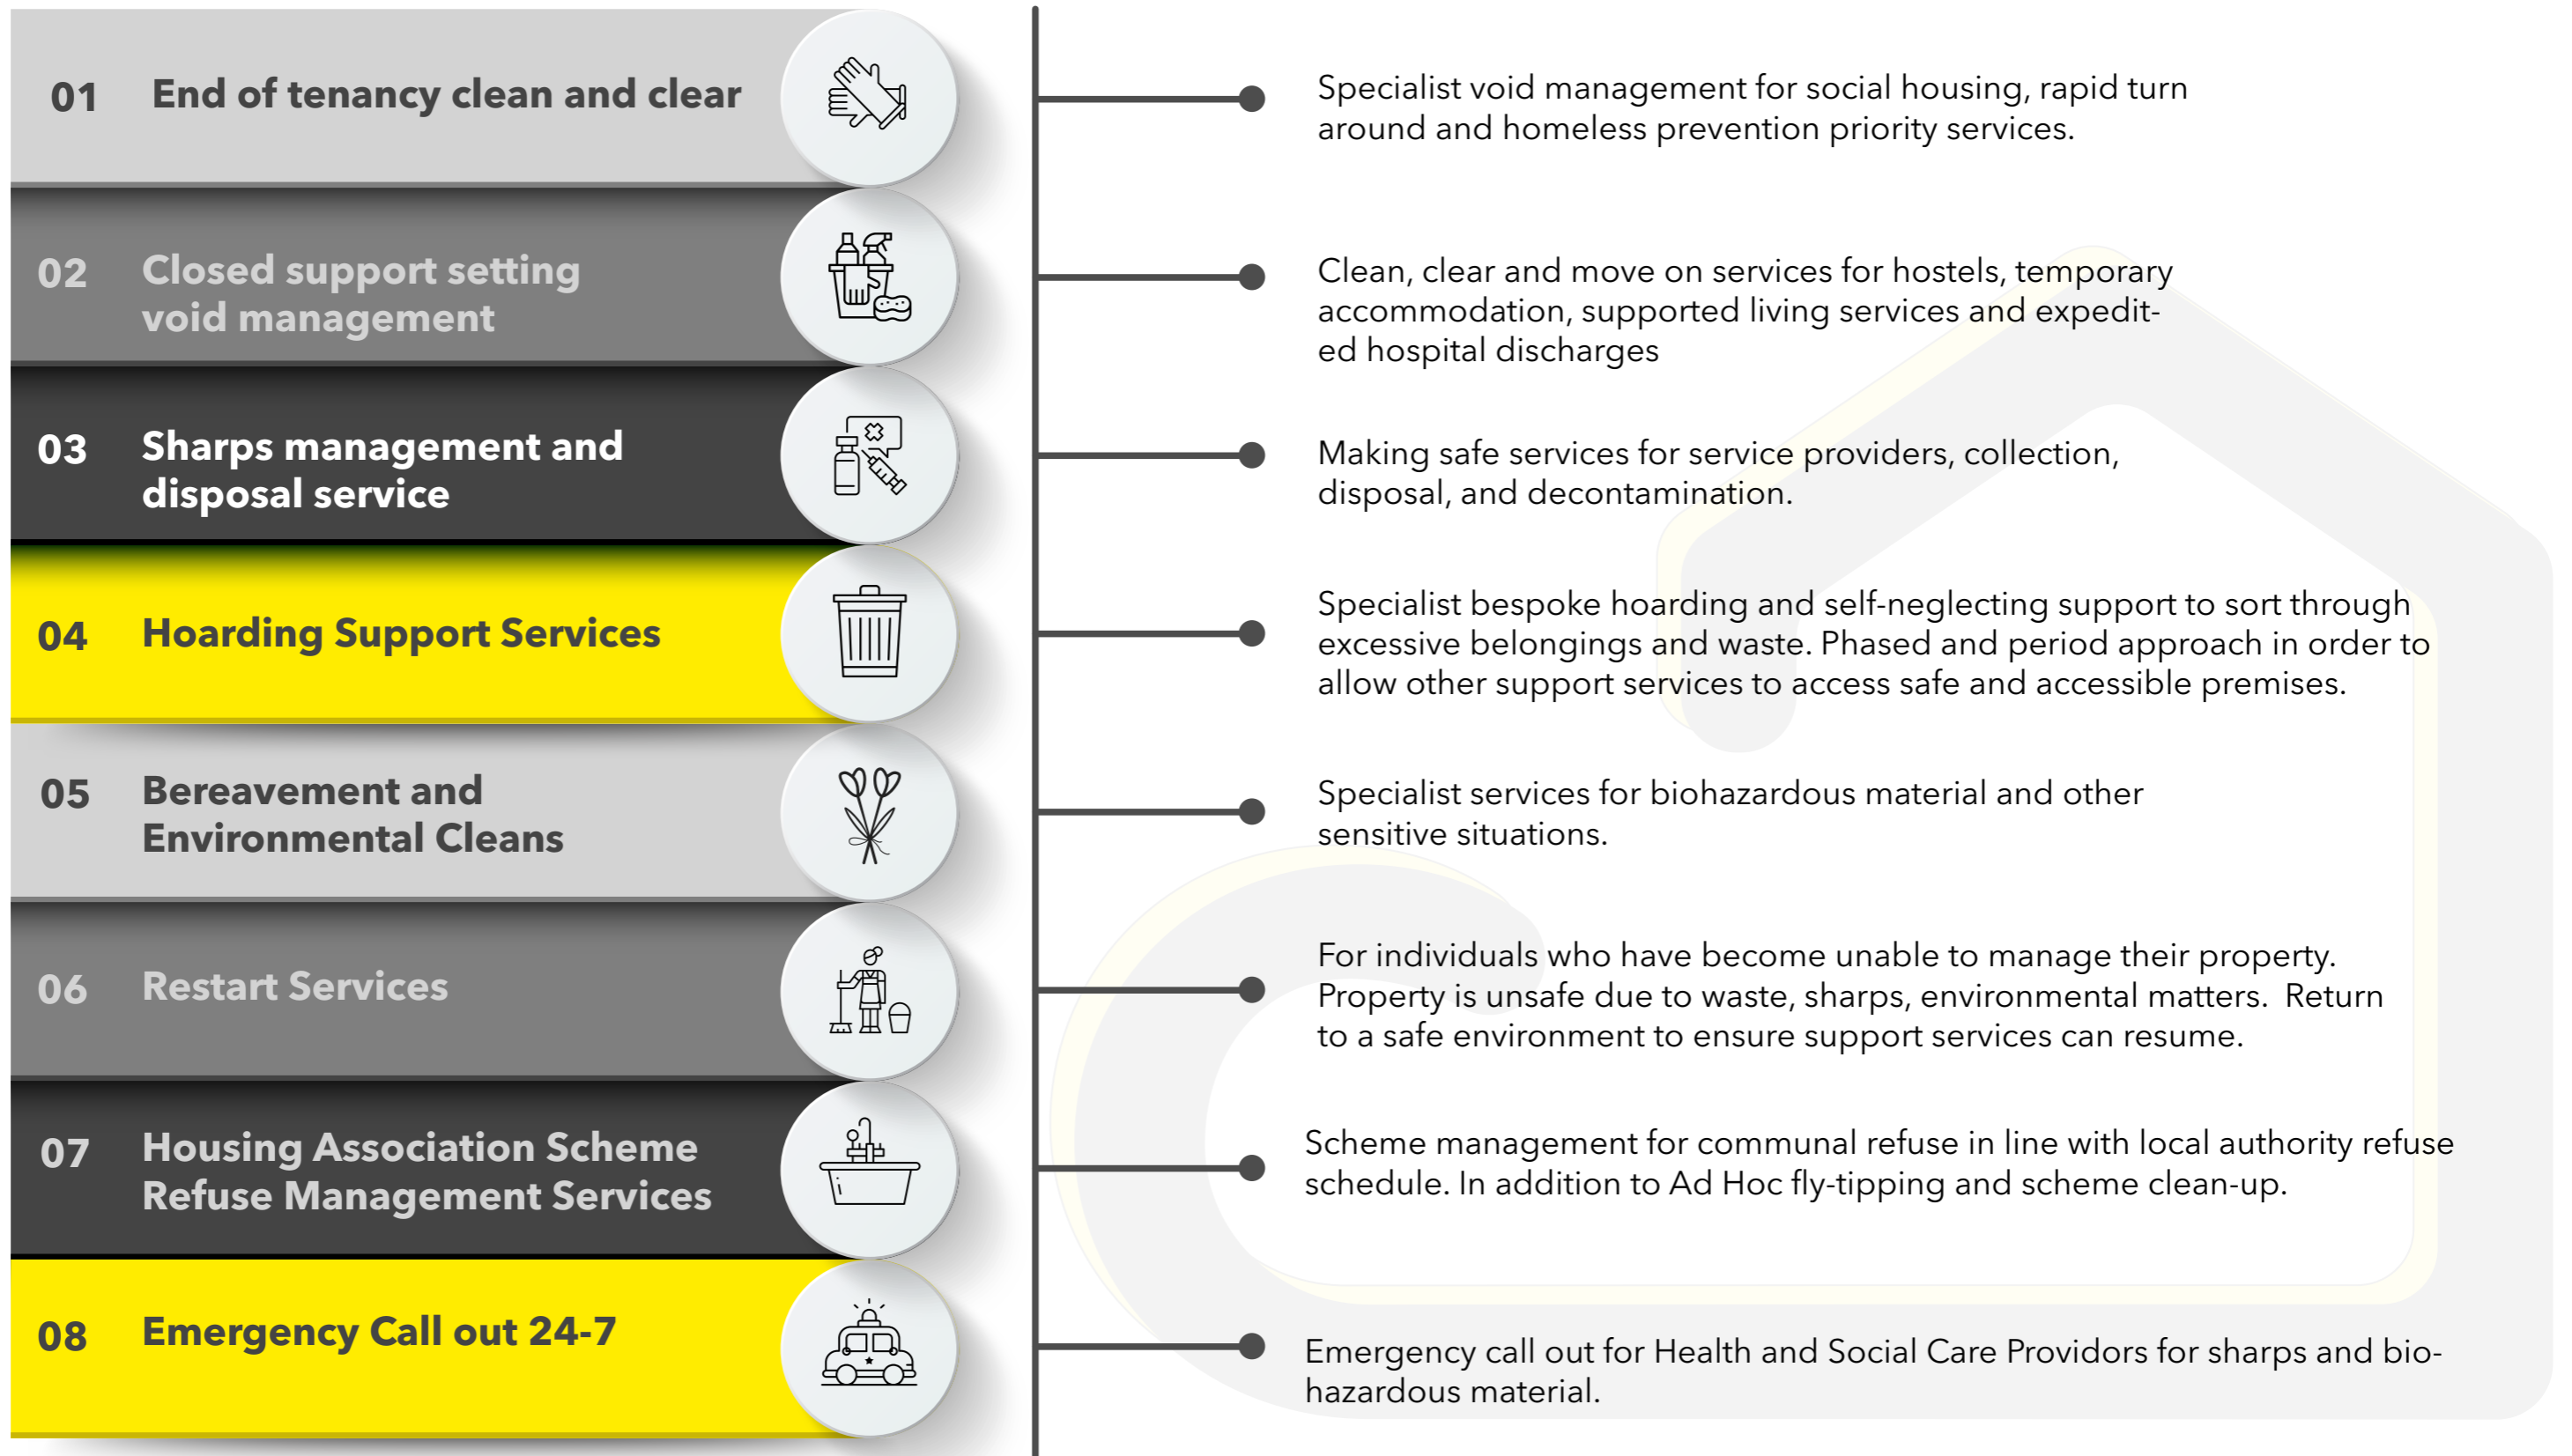 01 End of tenancy clean and clear
Specialist void management for social housing, rapid turn
around and homeless prevention priority services.
02 Closed support setting
void management
Clean, clear and move on services for hostels, temporary
accommodation, supported living services and expedit-
ed hospital discharges
03 Sharps management and
disposal service
Making safe services for service providers, collection,
disposal, and decontamination.
04 Hoarding Support Services
Specialist bespoke hoarding and self-neglecting support to sort through
excessive belongings and waste. Phased and period approach in order to
allow other support services to access safe and accessible premises.
05 Bereavement and
Environmental Cleans
Specialist services for biohazardous material and other
sensitive situations.
06 Restart Services
For individuals who have become unable to manage their property.
Property is unsafe due to waste, sharps, environmental matters.  Return
to a safe environment to ensure support services can resume.
07 Housing Association Scheme
Refuse Management Services
Scheme management for communal refuse in line with local authority refuse
schedule. In addition to Ad Hoc fly-tipping and scheme clean-up.
08 Emergency Call out 24-7
Emergency call out for Health and Social Care Providors for sharps and bio-
hazardous material.